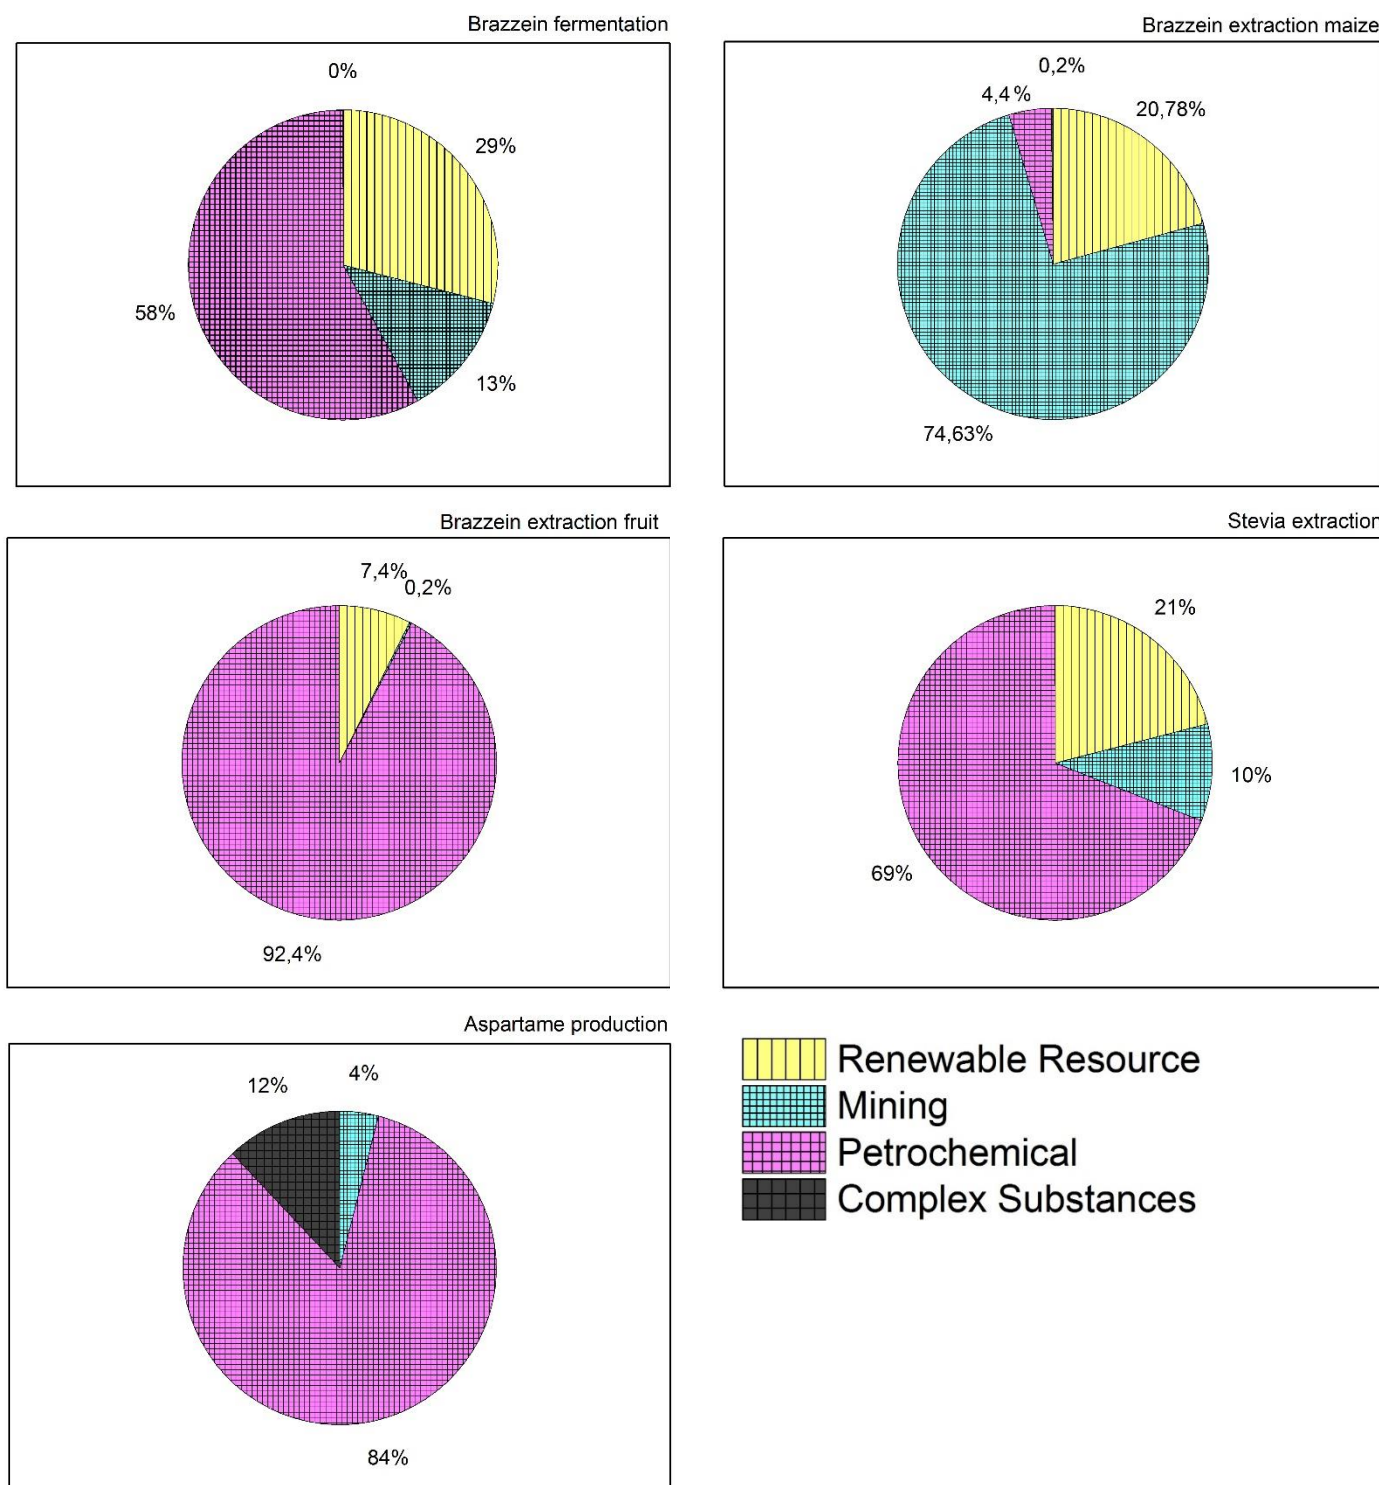 Brazzein fermentation
0%
29%
58%
13%
Brazzein extraction maize
0,2%
4,4 %
20,78%
74,63%
Brazzein extraction fruit
7,4%
0,2%
92,4%
Stevia extraction
21%
10%
69%
Aspartame production
12%
4%
84%
Renewable Resource
Mining
Petrochemical
Complex Substances